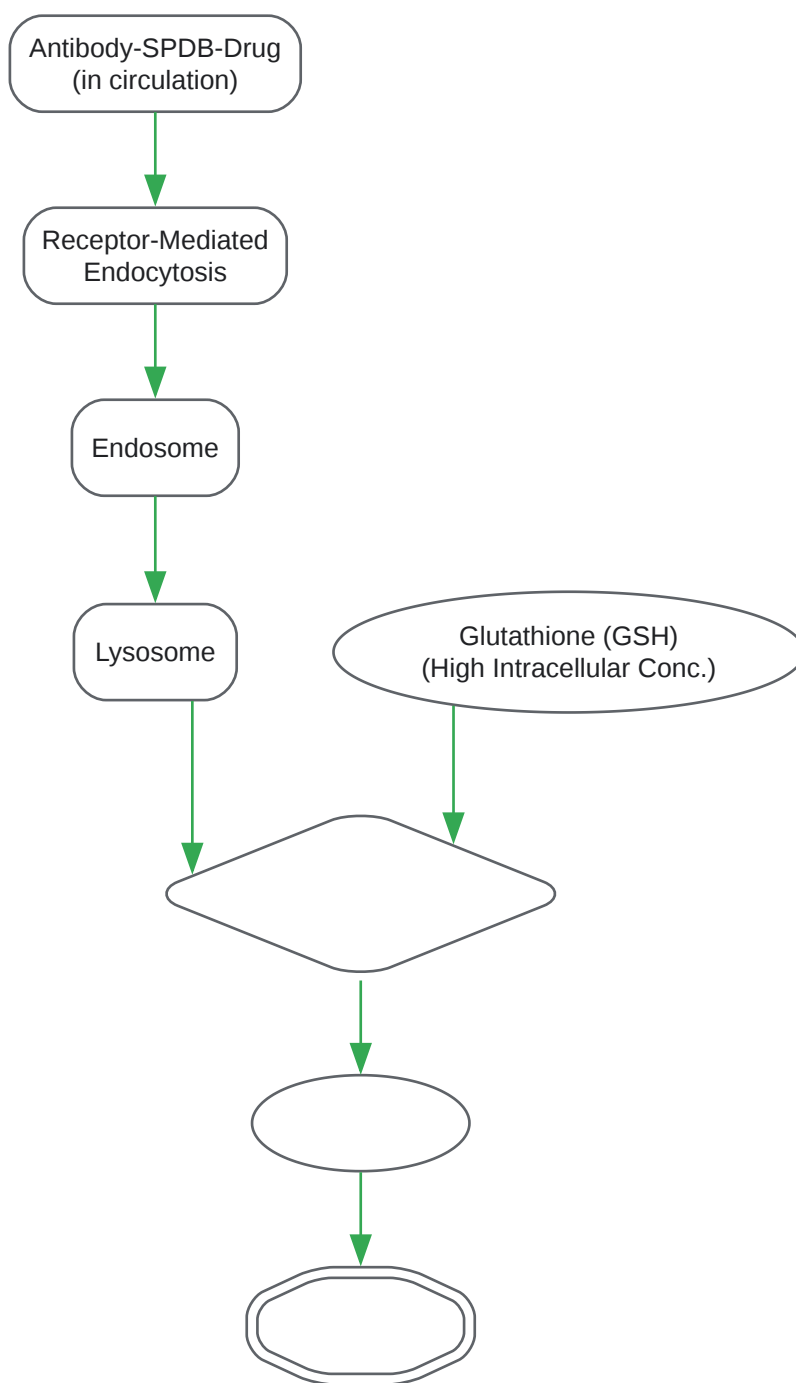 Antibody-SPDB-Drug
(in circulation)
Receptor-Mediated
Endocytosis
Endosome
Lysosome
Glutathione (GSH)
(High Intracellular Conc.)